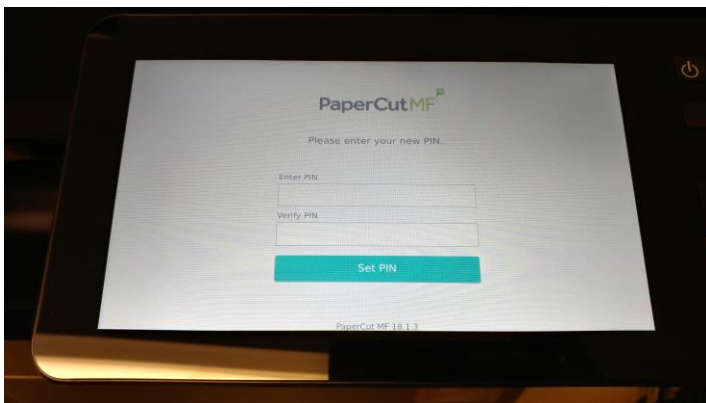 PaperCutMF
Please enter your new PIN.
Enter PIN
Verify PIN
Set PIN
PaperCut MF 18.1.3